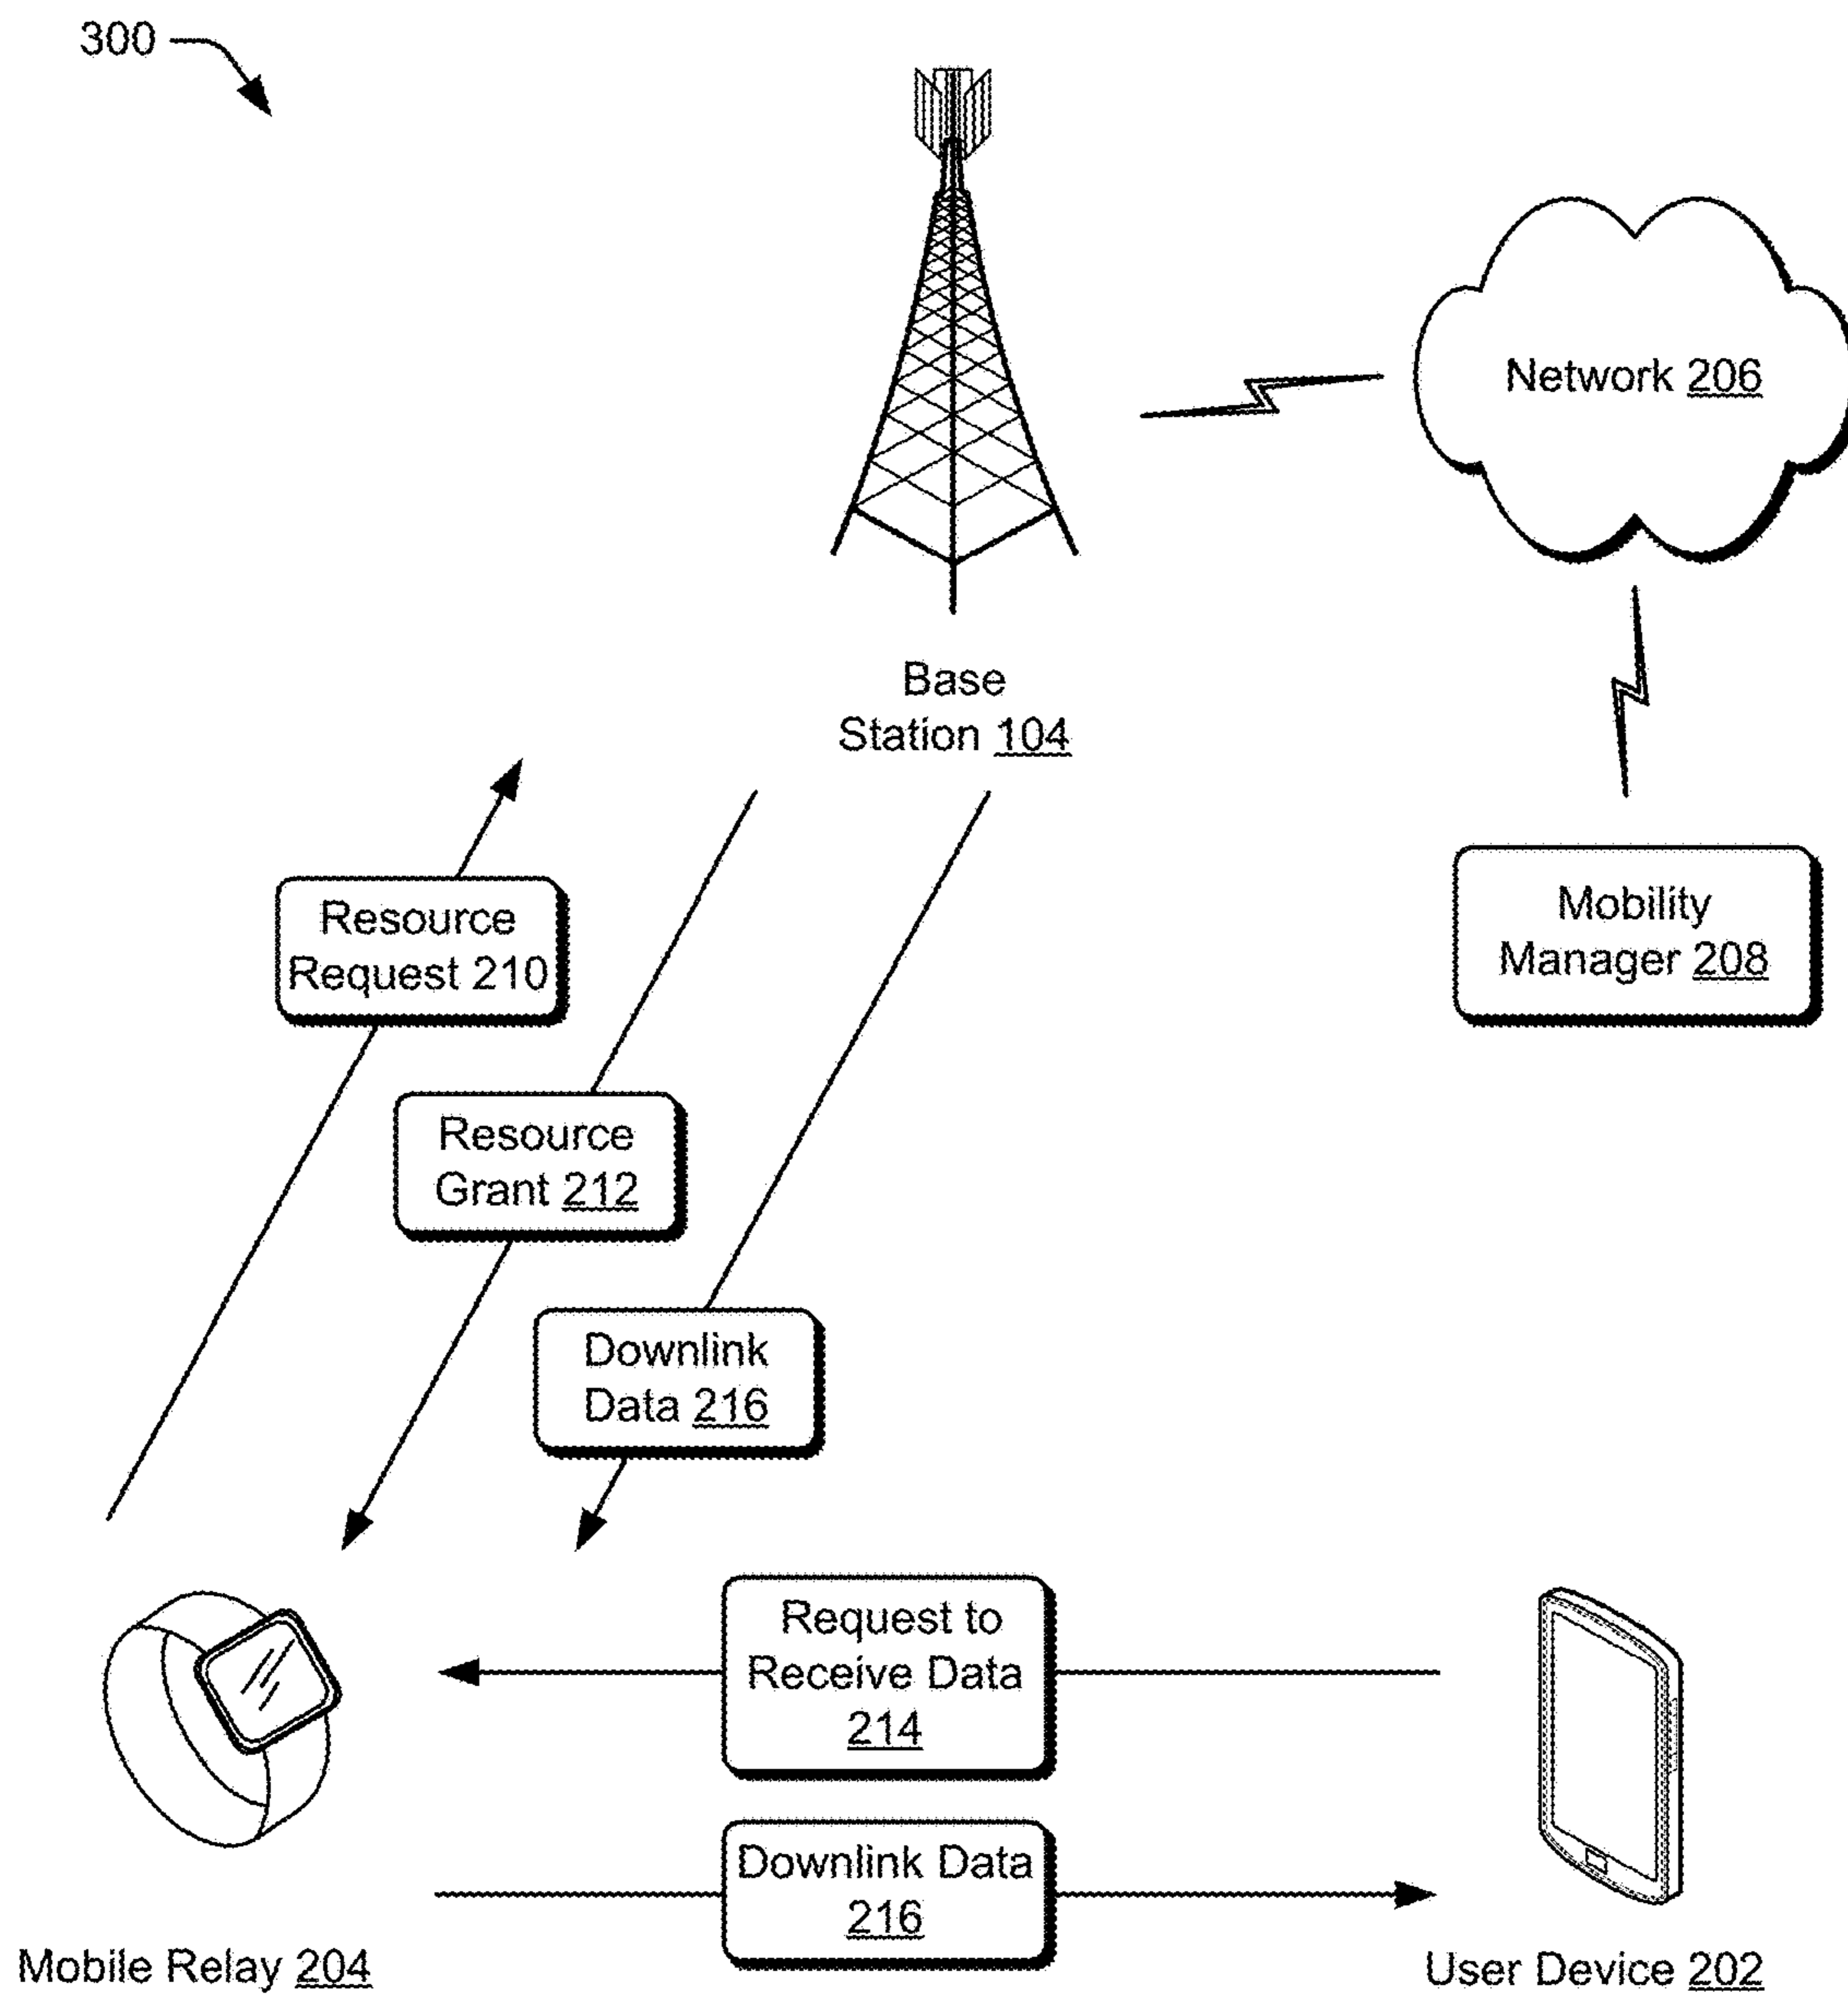 300
Network 206
Base
Station 104
Resource
Request 210
Mobility
Manager 208
Resource
Grant 212
Downlink
Data 216
Request to
Receive Data
214
Downlink Data
216
Mobile Relay 204
User Device 202